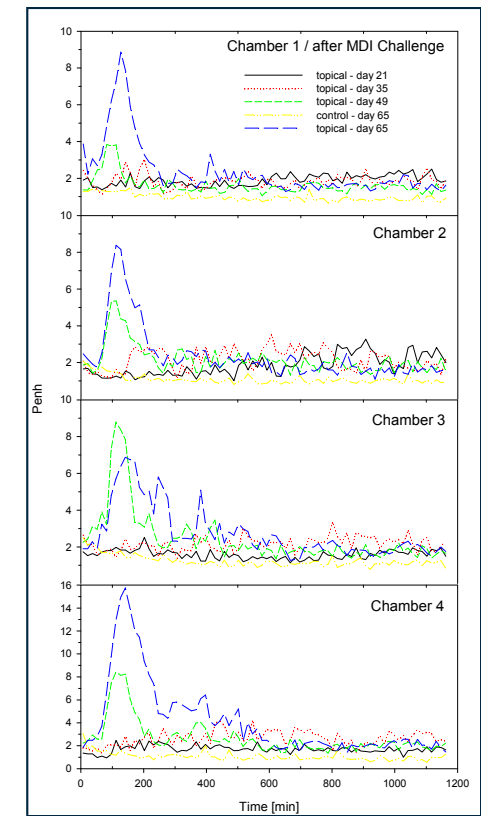 10
Chamber 1 / after MDI Challenge
topical - day 21
topical - day 35
topical - day 49
control - day 65
topical - day 65
8
6
4
2
10
Chamber 2
8
6
4
2
Penh
10
Chamber 3
8
6
4
2
16
Chamber 4
14
12
10
8
6
4
2
0
0 200 400 600 800 1000 1200
Time [min]